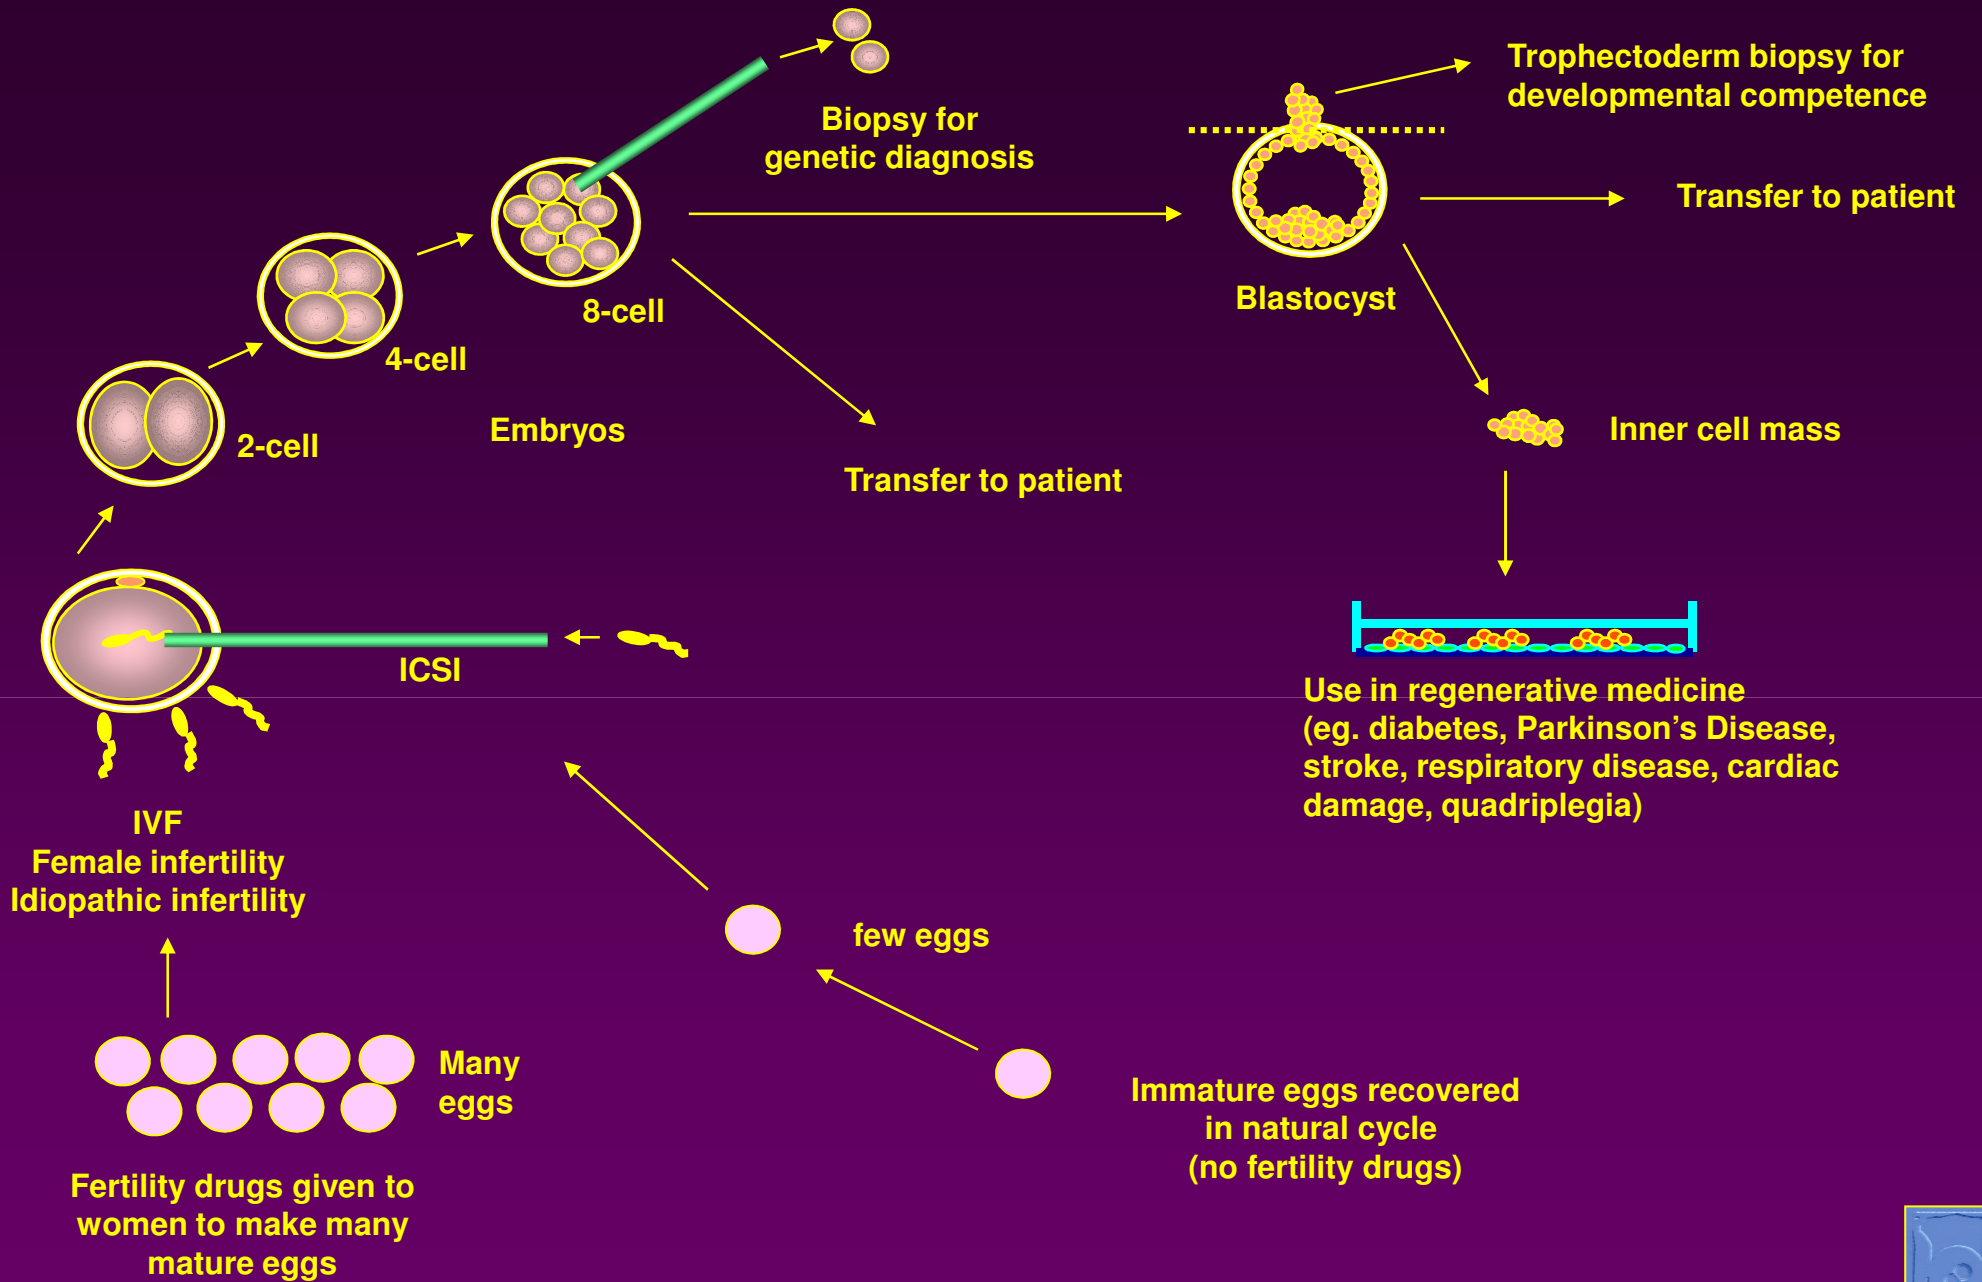 Trophectoderm biopsy for
developmental competence
Biopsy for
genetic diagnosis
Transfer to patient
8-cell
Blastocyst
4-cell
2-cell
Embryos
Inner cell mass
Transfer to patient
ICSI
Use in regenerative medicine
(eg. diabetes, Parkinson's Disease,
stroke, respiratory disease, cardiac
damage, quadriplegia)
IVF
Female infertility
Idiopathic infertility
few eggs
Many
eggs
Immature eggs recovered
in natural cycle
(no fertility drugs)
Fertility drugs given to
women to make many
mature eggs